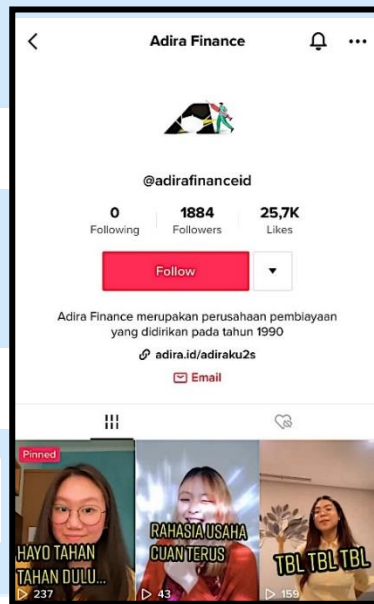 Adira Finance
@adirafinanceid
0 1884 25,7K
Following Followers Likes
Follow
Adira Finance merupakan perusahaan pembiayaan
yang didirikan pada tahun 1990
adira.id/adiraku2s
Email
Pinned
HAYO TAHAN
TAHAN DULU...
237
RAHASIA USAHA
CUAN TERUS
43
TBL TBL TBL
159